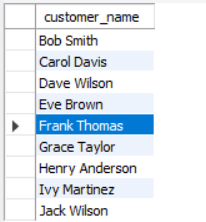 customer_name
Bob Smith
Carol Davis
Dave Wilson
Eve Brown
Frank Thomas
Grace Taylor
Henry Anderson
Ivy Martinez
Jack Wilson